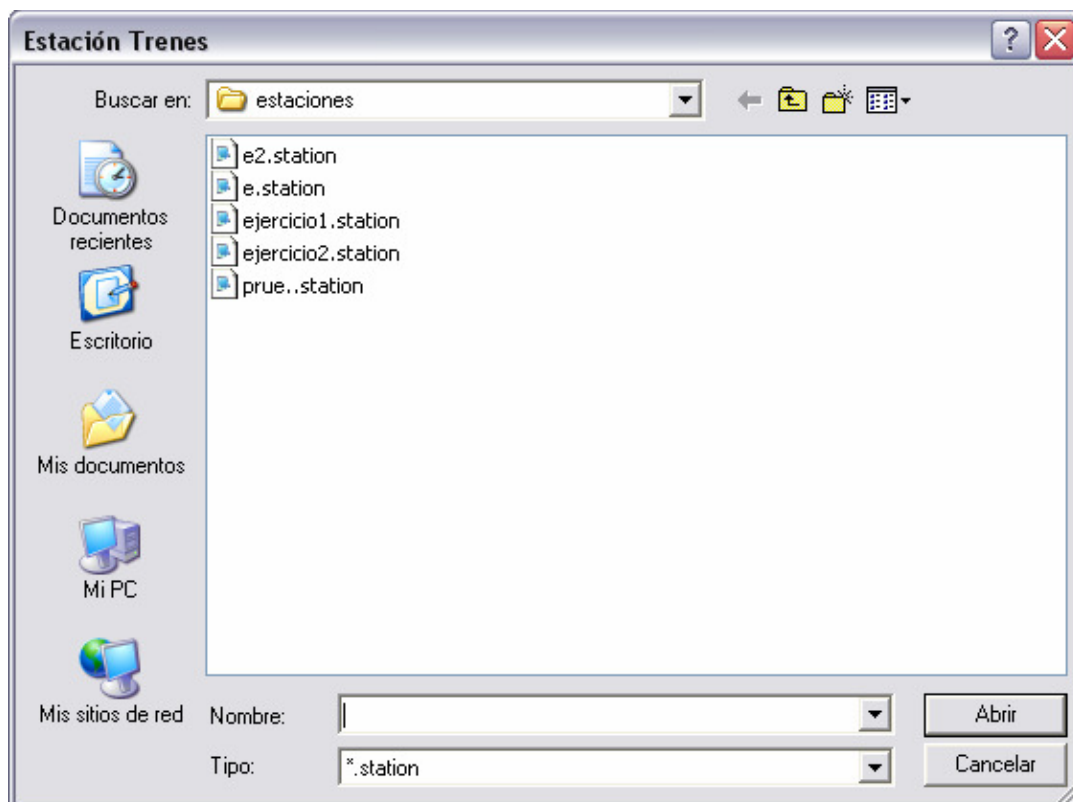 Estación Trenes
Buscar en: estaciones
e2.station
e.station
ejercicio1.station
ejercicio2.station
prue..station
Documentos
recientes
Escritorio
Mis documentos
Mi PC
Mis sitios de red
Nombre: Abrir
Tipo: *.station Cancelar